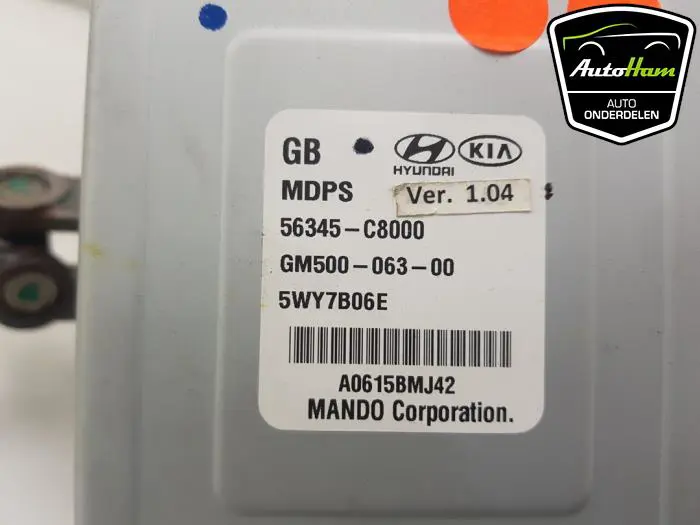 AutoHam
AUTO
ONDERDELEN
GB
HYUNDAI
KIA
MDPS
Ver. 1.04
56345-C8000
GM500-063-00
5WY7B06E
A0615BMJ42
MANDO Corporation.